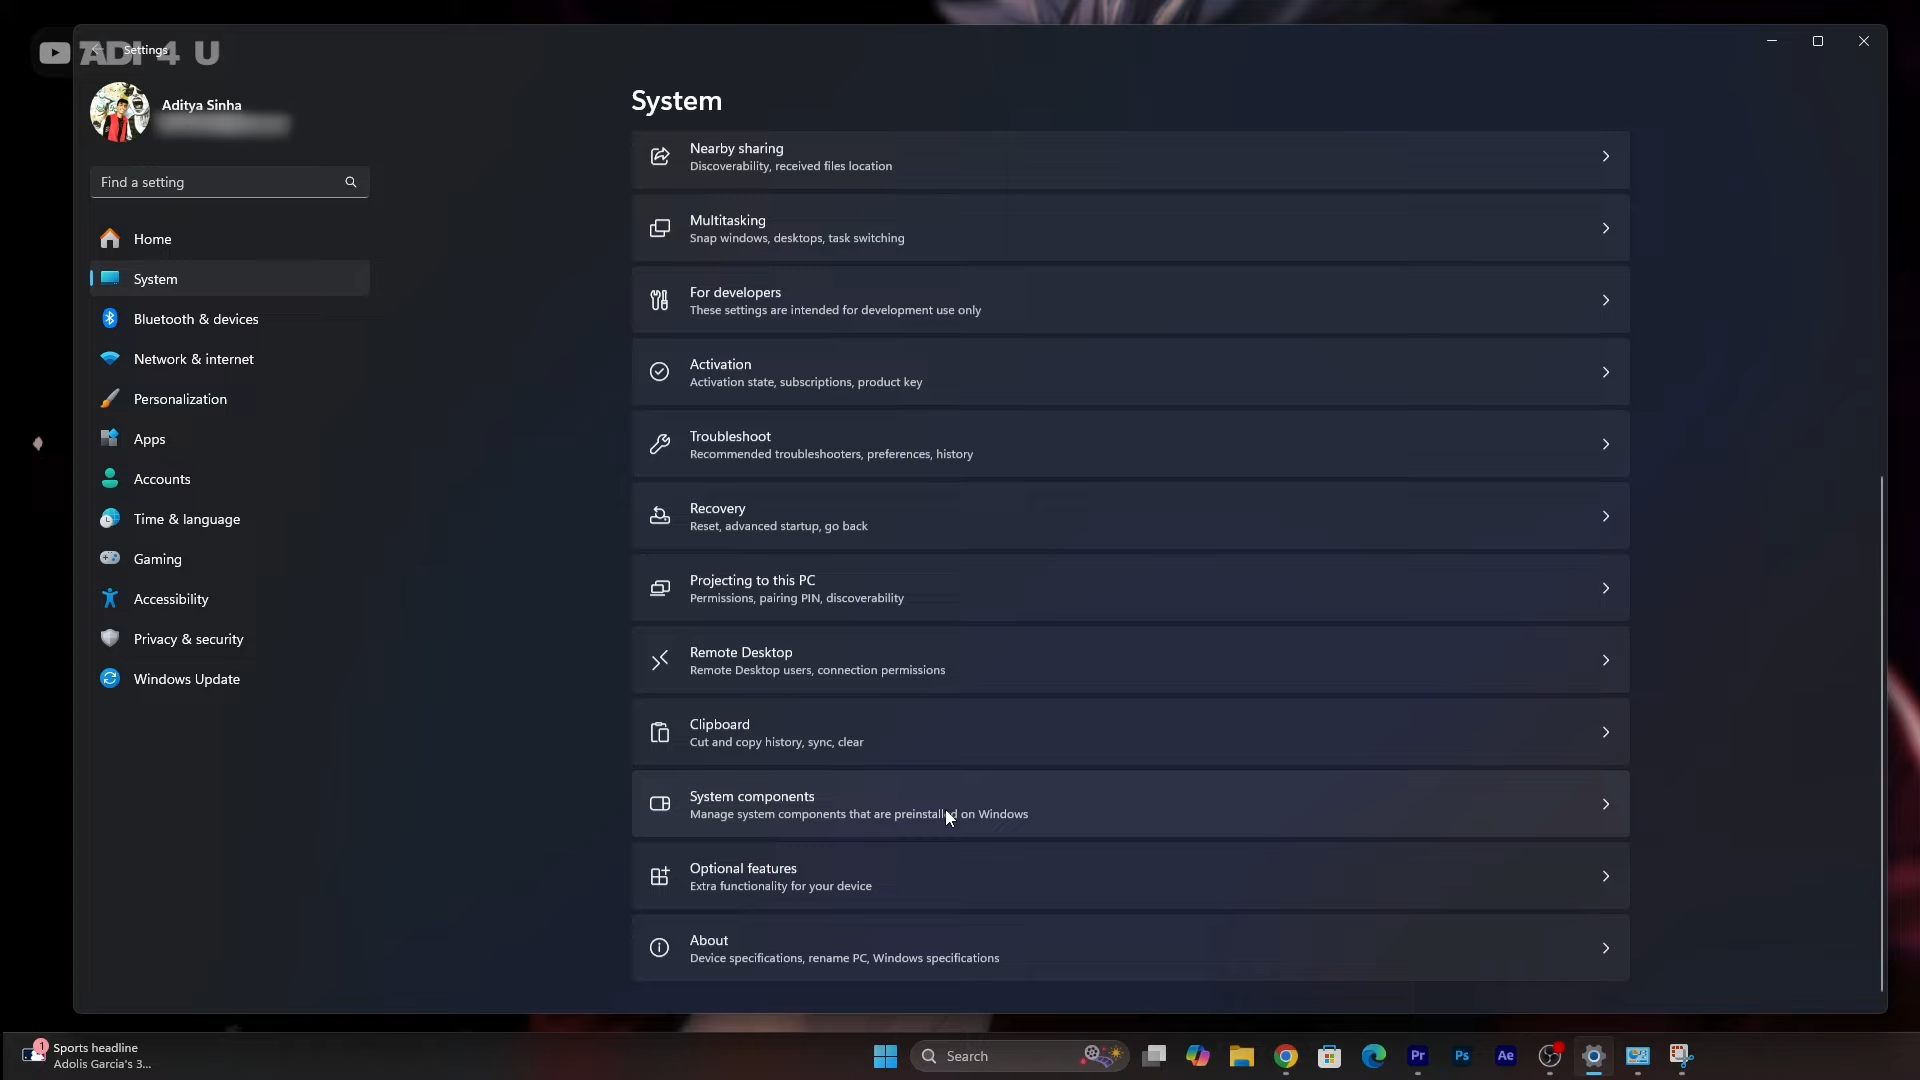 ADI 4 U
Settings
Aditya Sinha
Find a setting
Home
System
Bluetooth & devices
Network & internet
Personalization
Apps
Accounts
Time & language
Gaming
Accessibility
Privacy & security
Windows Update
System
Nearby sharing
Discoverability, received files location
Multitasking
Snap windows, desktops, task switching
For developers
These settings are intended for development use only
Activation
Activation state, subscriptions, product key
Troubleshoot
Recommended troubleshooters, preferences, history
Recovery
Reset, advanced startup, go back
Projecting to this PC
Permissions, pairing PIN, discoverability
Remote Desktop
Remote Desktop users, connection permissions
Clipboard
Cut and copy history, sync, clear
System components
Manage system components that are preinstalled on Windows
Optional features
Extra functionality for your device
About
Device specifications, rename PC, Windows specifications
1
Sports headline
Adolis Garcia's 3...
Search
Pr
Ps
Ae